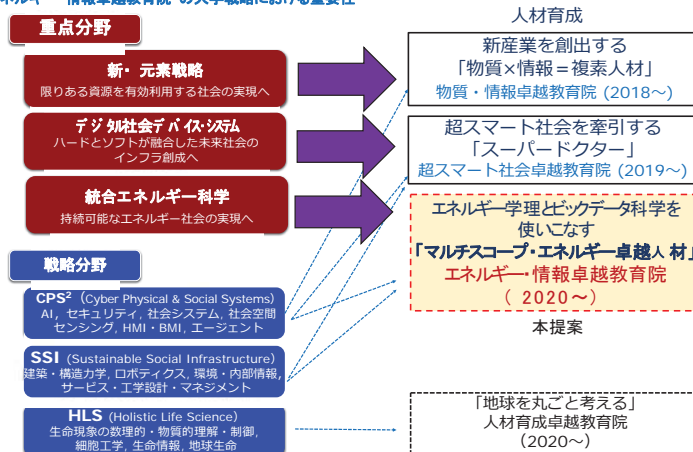 重点分野
人材育成
新・元素戦略
限りある資源を有効利用する社会の実現へ
新産業を創出する
「物質×情報=複素人材」
物質・情報卓越教育院 (2018～)
デジタル社会デバイス・システム
ハードとソフトが融合した未来社会の
インフラ創成へ
超スマート社会を牽引する
「スーパードクター」
超スマート社会卓越教育院 (2019～)
統合エネルギー科学
持続可能なエネルギー社会の実現へ
エネルギー学理とビックデータ科学を
使いこなす
「マルチスコープ・エネルギー卓越人材」
エネルギー・情報卓越教育院
( 2020～)
本提案
戦略分野
CPS² (Cyber Physical & Social Systems)
AI, セキュリティ, 社会システム, 社会空間
センシング, HMI・BMI, エージェント
SSI (Sustainable Social Infrastructure)
建築・構造力学, ロボティクス, 環境・内部情報,
サービス・工学設計・マネジメント
HLS (Holistic Life Science)
生命現象の数理的・物質的理解・制御,
細胞工学, 生命情報, 地球生命
「地球を丸ごと考える」
人材育成卓越教育院
(2020～)